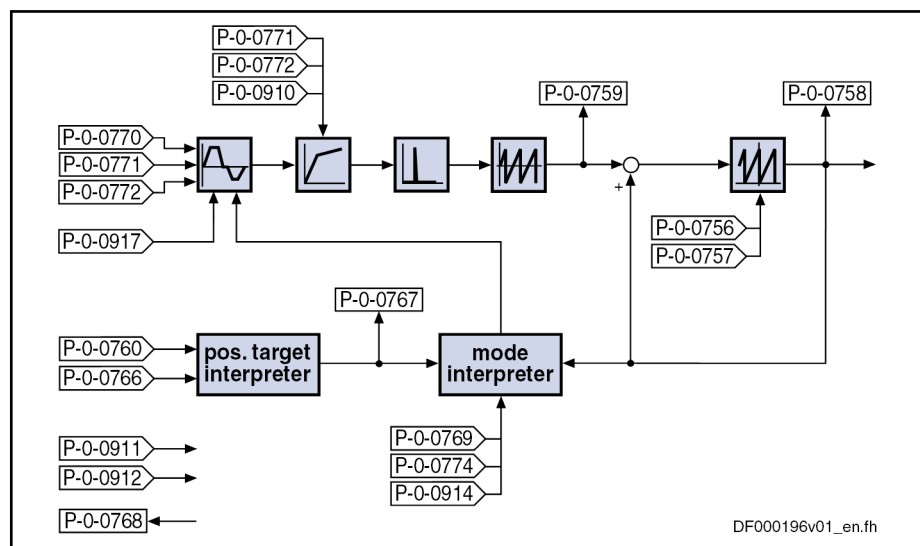 P-0-0771
P-0-0772
P-0-0910
P-0-0759
P-0-0758
P-0-0770
P-0-0771
P-0-0772
+
P-0-0917
P-0-0756
P-0-0757
P-0-0767
P-0-0760
P-0-0766
pos. target
interpreter
mode
interpreter
P-0-0911
P-0-0912
P-0-0768
P-0-0769
P-0-0774
P-0-0914
DF000196v01_en.fh